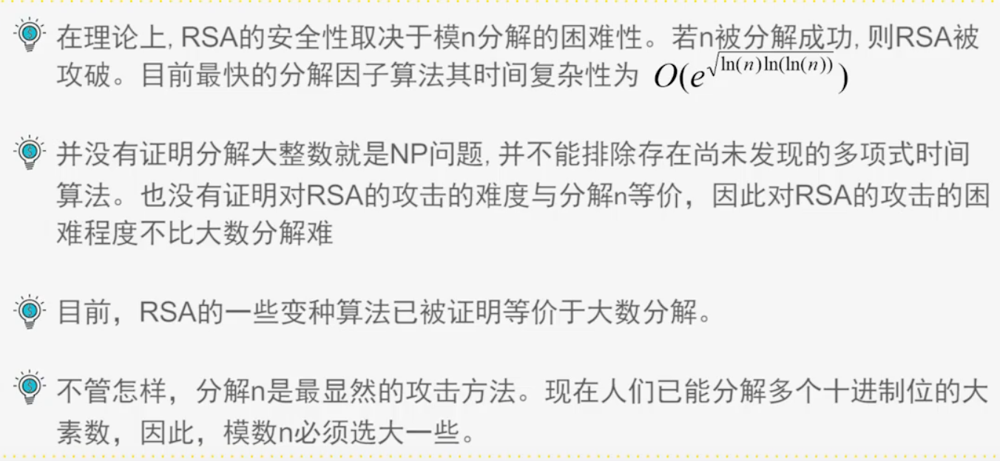 在理论上, RSA的安全性取决于模n分解的困难性。若n被分解成功, 则RSA被
攻破。目前最快的分解因子算法其时间复杂性为 O(e^√(ln(n)ln(ln(n))))
并没有证明分解大整数就是NP问题, 并不能排除存在尚未发现的多项式时间
算法。也没有证明对RSA的攻击的难度与分解n等价，因此对RSA的攻击的困
难程度不比大数分解难
目前，RSA的一些变种算法已被证明等价于大数分解。
不管怎样，分解n是最显然的攻击方法。现在人们已能分解多个十进制位的大
素数，因此，模数n必须选大一些。